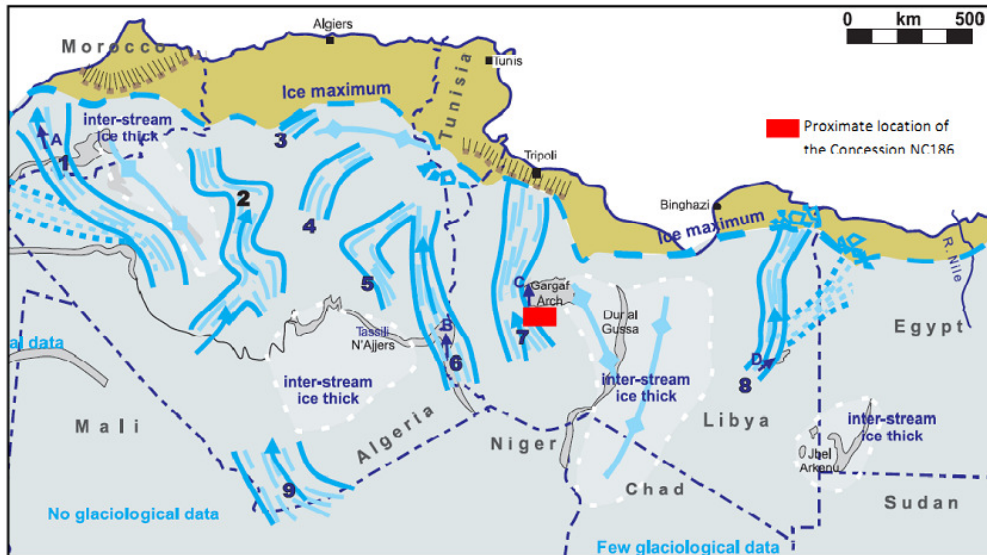 Algiers
0 km 500
Morocco
Tunis
Ice maximum
Tunisia
inter-stream
ice thick
Proximate location of
the Concession NC186
A
1
3
Tripoli
2
Binghazi
Ice maximum
4
R. Nile
C
Gargaf
Arch
5
Dur al
Gussa
Egypt
al data
Tassili
N'Ajjers
B
7
6
D
8
inter-stream
ice thick
inter-stream
ice thick
Libya
Mali
Algeria
Niger
inter-stream
ice thick
Jbel
Arkenu
9
Chad
Sudan
No glaciological data
Few glaciological data